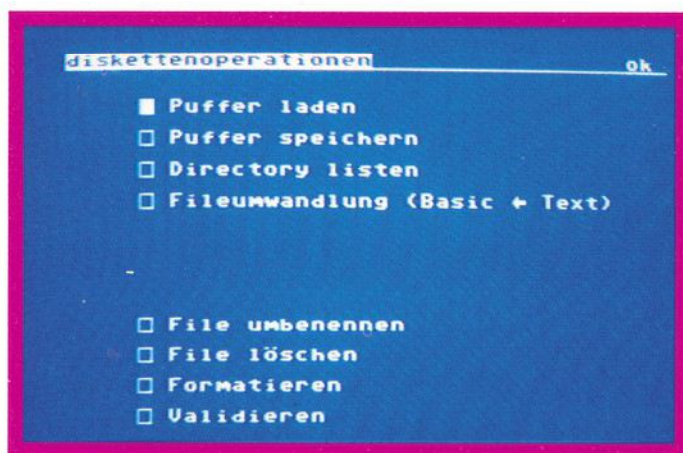 diskettenoperationen
Ok
Puffer laden
Puffer speichern
Directory listen
Fileumwandlung (Basic ← Text)
File umbenennen
File löschen
Formatieren
Validieren